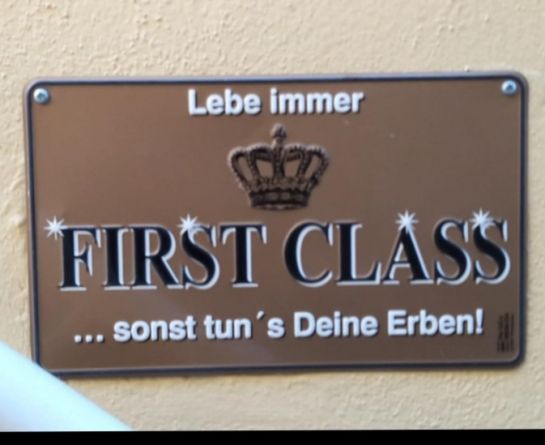 Lebe immer
FIRST CLASS
... sonst tun´s Deine Erben!